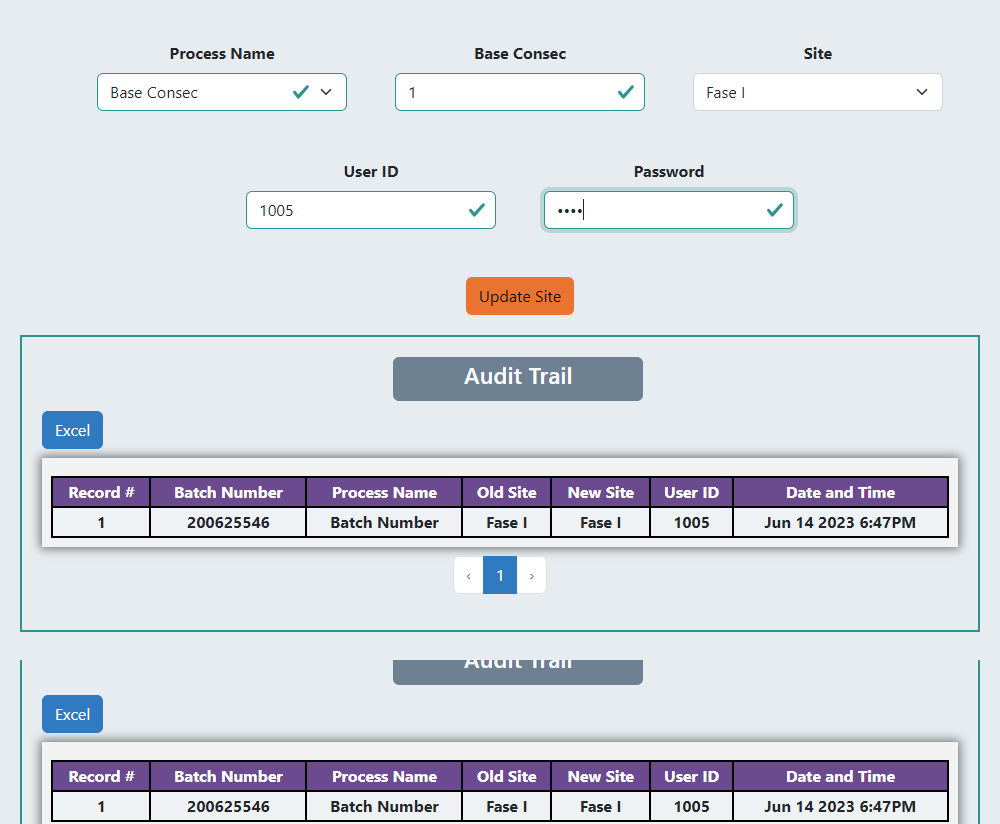 Process Name Base Consec Site
Base Consec 1 Fase I
User ID Password
1005 ••••
Update Site
Audit Trail
Excel
Record # Batch Number Process Name Old Site New Site User ID Date and Time
1 200625546 Batch Number Fase I Fase I 1005 Jun 14 2023 6:47PM
‹ 1 ›
Audit Trail
Excel
Record # Batch Number Process Name Old Site New Site User ID Date and Time
1 200625546 Batch Number Fase I Fase I 1005 Jun 14 2023 6:47PM